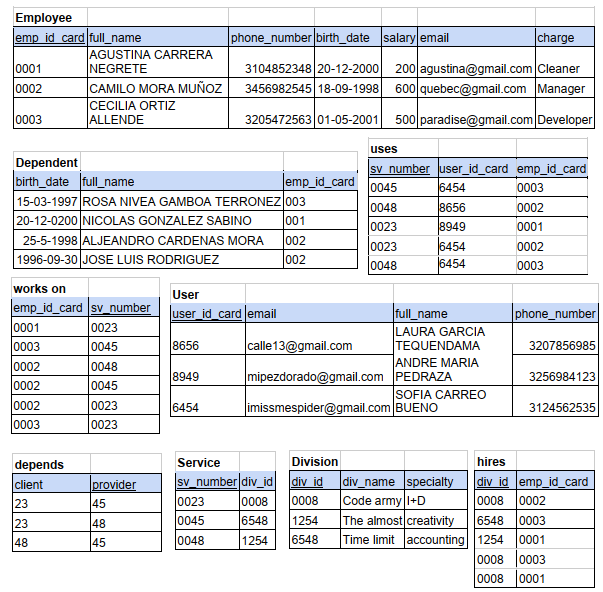 Employee
emp_id_card full_name phone_number birth_date salary email charge
0001 AGUSTINA CARRERA NEGRETE 3104852348 20-12-2000 200 agustina@gmail.com Cleaner
0002 CAMILO MORA MUÑOZ 3456982545 18-09-1998 600 quebec@gmail.com Manager
0003 CECILIA ORTIZ ALLENDE 3205472563 01-05-2001 500 paradise@gmail.com Developer
Dependent
birth_date full_name emp_id_card
15-03-1997 ROSA NIVEA GAMBOA TERRONEZ 003
20-12-0200 NICOLAS GONZALEZ SABINO 001
25-5-1998 ALJEANDRO CARDENAS MORA 002
1996-09-30 JOSE LUIS RODRIGUEZ 002
uses
sv_number user_id_card emp_id_card
0045 6454 0003
0048 8656 0002
0023 8949 0001
0023 6454 0002
0048 6454 0003
works on
emp_id_card sv_number
0001 0023
0003 0045
0002 0048
0002 0045
0002 0023
0003 0023
User
user_id_card email full_name phone_number
8656 calle13@gmail.com LAURA GARCIA TEQUENDAMA 3207856985
8949 mipezdorado@gmail.com ANDRE MARIA PEDRAZA 3256984123
6454 imissmespider@gmail.com SOFIA CARREO BUENO 3124562535
depends
client provider
23 45
23 48
48 45
Service
sv_number div_id
0023 0008
0045 6548
0048 1254
Division
div_id div_name specialty
0008 Code army I+D
1254 The almost creativity
6548 Time limit accounting
hires
div_id emp_id_card
0008 0002
6548 0003
1254 0001
0008 0003
0008 0001